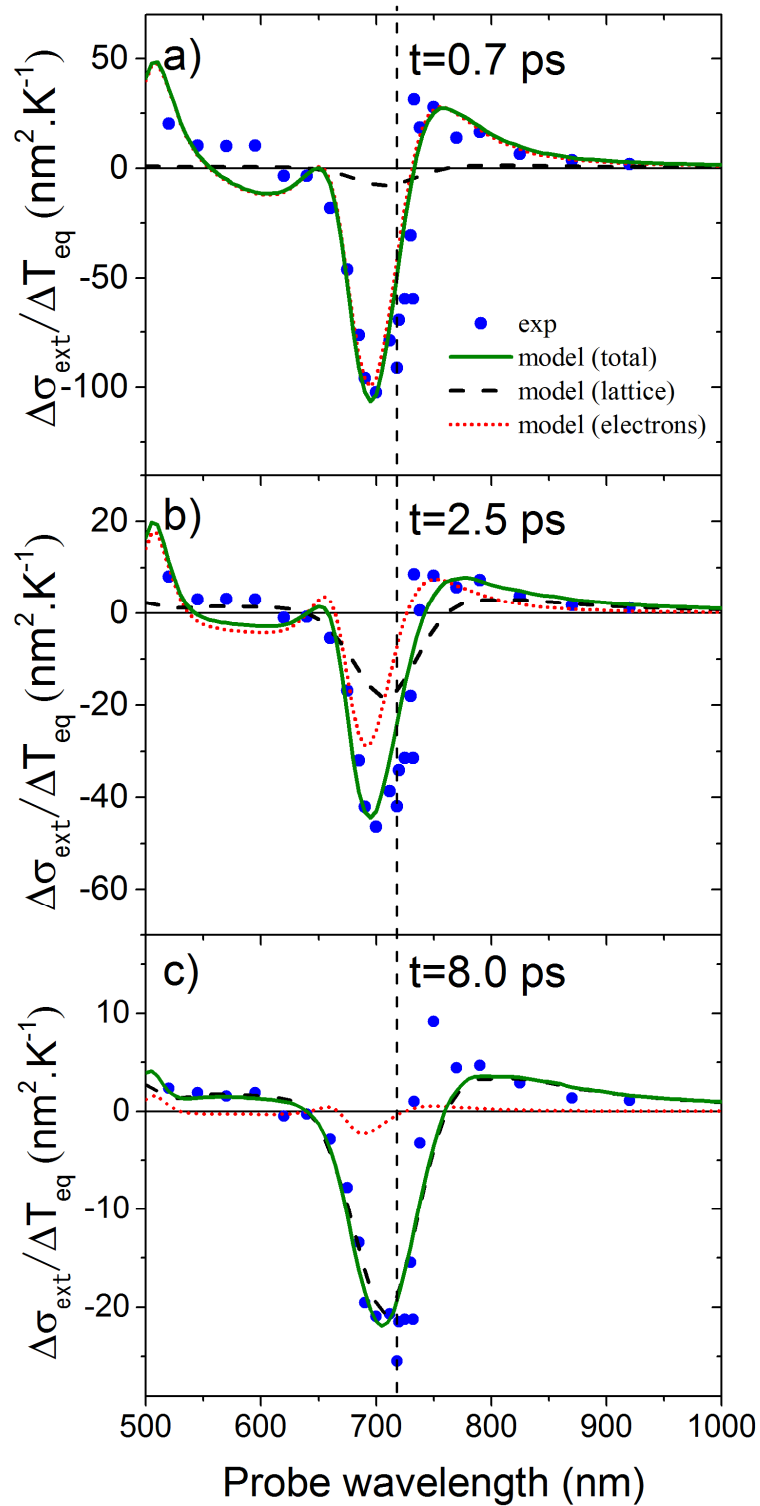 a)
t=0.7 ps
50
0
-50
-100
Δσext/ΔTeq (nm².K⁻¹)
exp
model (total)
model (lattice)
model (electrons)
b)
t=2.5 ps
20
0
-20
-40
-60
Δσext/ΔTeq (nm².K⁻¹)
c)
t=8.0 ps
10
0
-10
-20
Δσext/ΔTeq (nm².K⁻¹)
500 600 700 800 900 1000
Probe wavelength (nm)